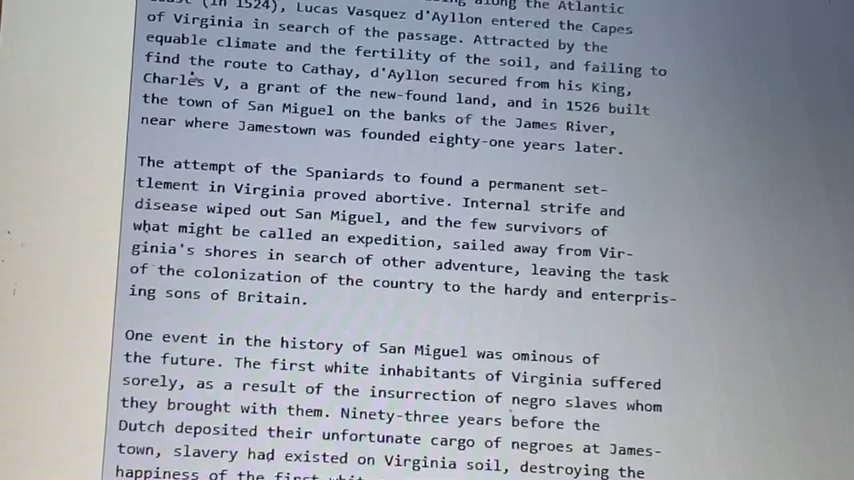 along the Atlantic
(in 1524), Lucas Vasquez d'Ayllon entered the Capes
of Virginia in search of the passage. Attracted by the
equable climate and the fertility of the soil, and failing to
find the route to Cathay, d'Ayllon secured from his King,
Charles V, a grant of the new-found land, and in 1526 built
the town of San Miguel on the banks of the James River,
near where Jamestown was founded eighty-one years later.
The attempt of the Spaniards to found a permanent set-
tlement in Virginia proved abortive. Internal strife and
disease wiped out San Miguel, and the few survivors of
what might be called an expedition, sailed away from Vir-
ginia's shores in search of other adventure, leaving the task
of the colonization of the country to the hardy and enterpris-
ing sons of Britain.
One event in the history of San Miguel was ominous of
the future. The first white inhabitants of Virginia suffered
sorely, as a result of the insurrection of negro slaves whom
they brought with them. Ninety-three years before the
Dutch deposited their unfortunate cargo of negroes at James-
town, slavery had existed on Virginia soil, destroying the
happiness of the first